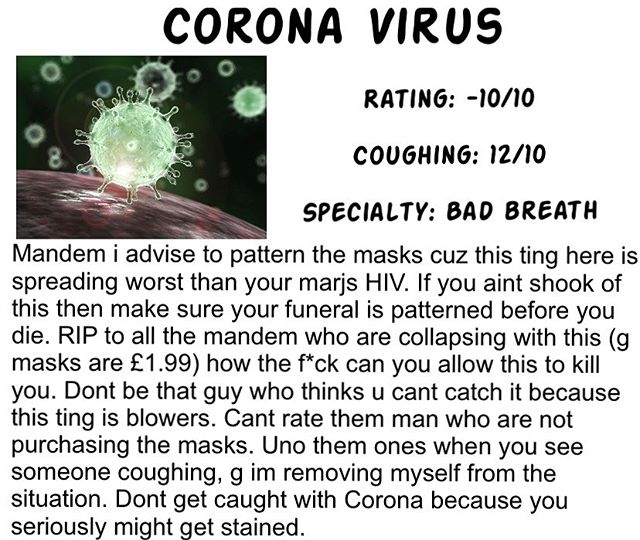 CORONA VIRUS
RATING: -10/10
COUGHING: 12/10
SPECIALTY: BAD BREATH
Mandem i advise to pattern the masks cuz this ting here is
spreading worst than your marjs HIV. If you aint shook of
this then make sure your funeral is patterned before you
die. RIP to all the mandem who are collapsing with this (g
masks are £1.99) how the f*ck can you allow this to kill
you. Dont be that guy who thinks u cant catch it because
this ting is blowers. Cant rate them man who are not
purchasing the masks. Uno them ones when you see
someone coughing, g im removing myself from the
situation. Dont get caught with Corona because you
seriously might get stained.